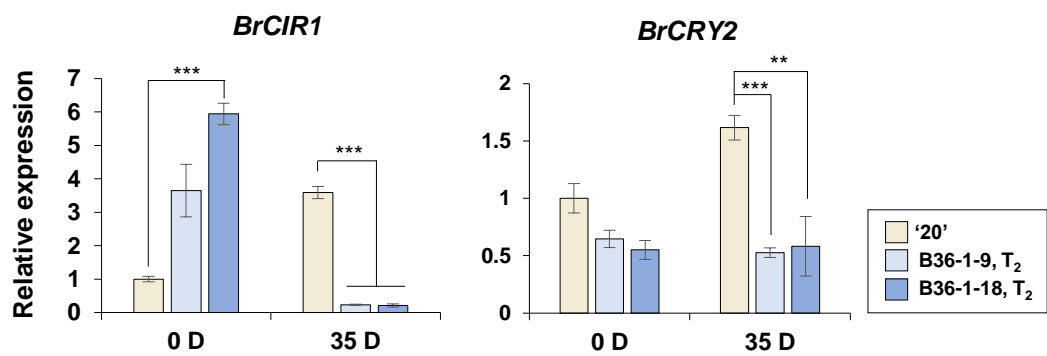 BrCIR1
Relative expression
7
6
5
4
3
2
1
0
***
***
0 D
35 D
BrCRY2
2
1.5
1
0.5
0
**
***
0 D
35 D
‘20’
B36-1-9, T₂
B36-1-18, T₂